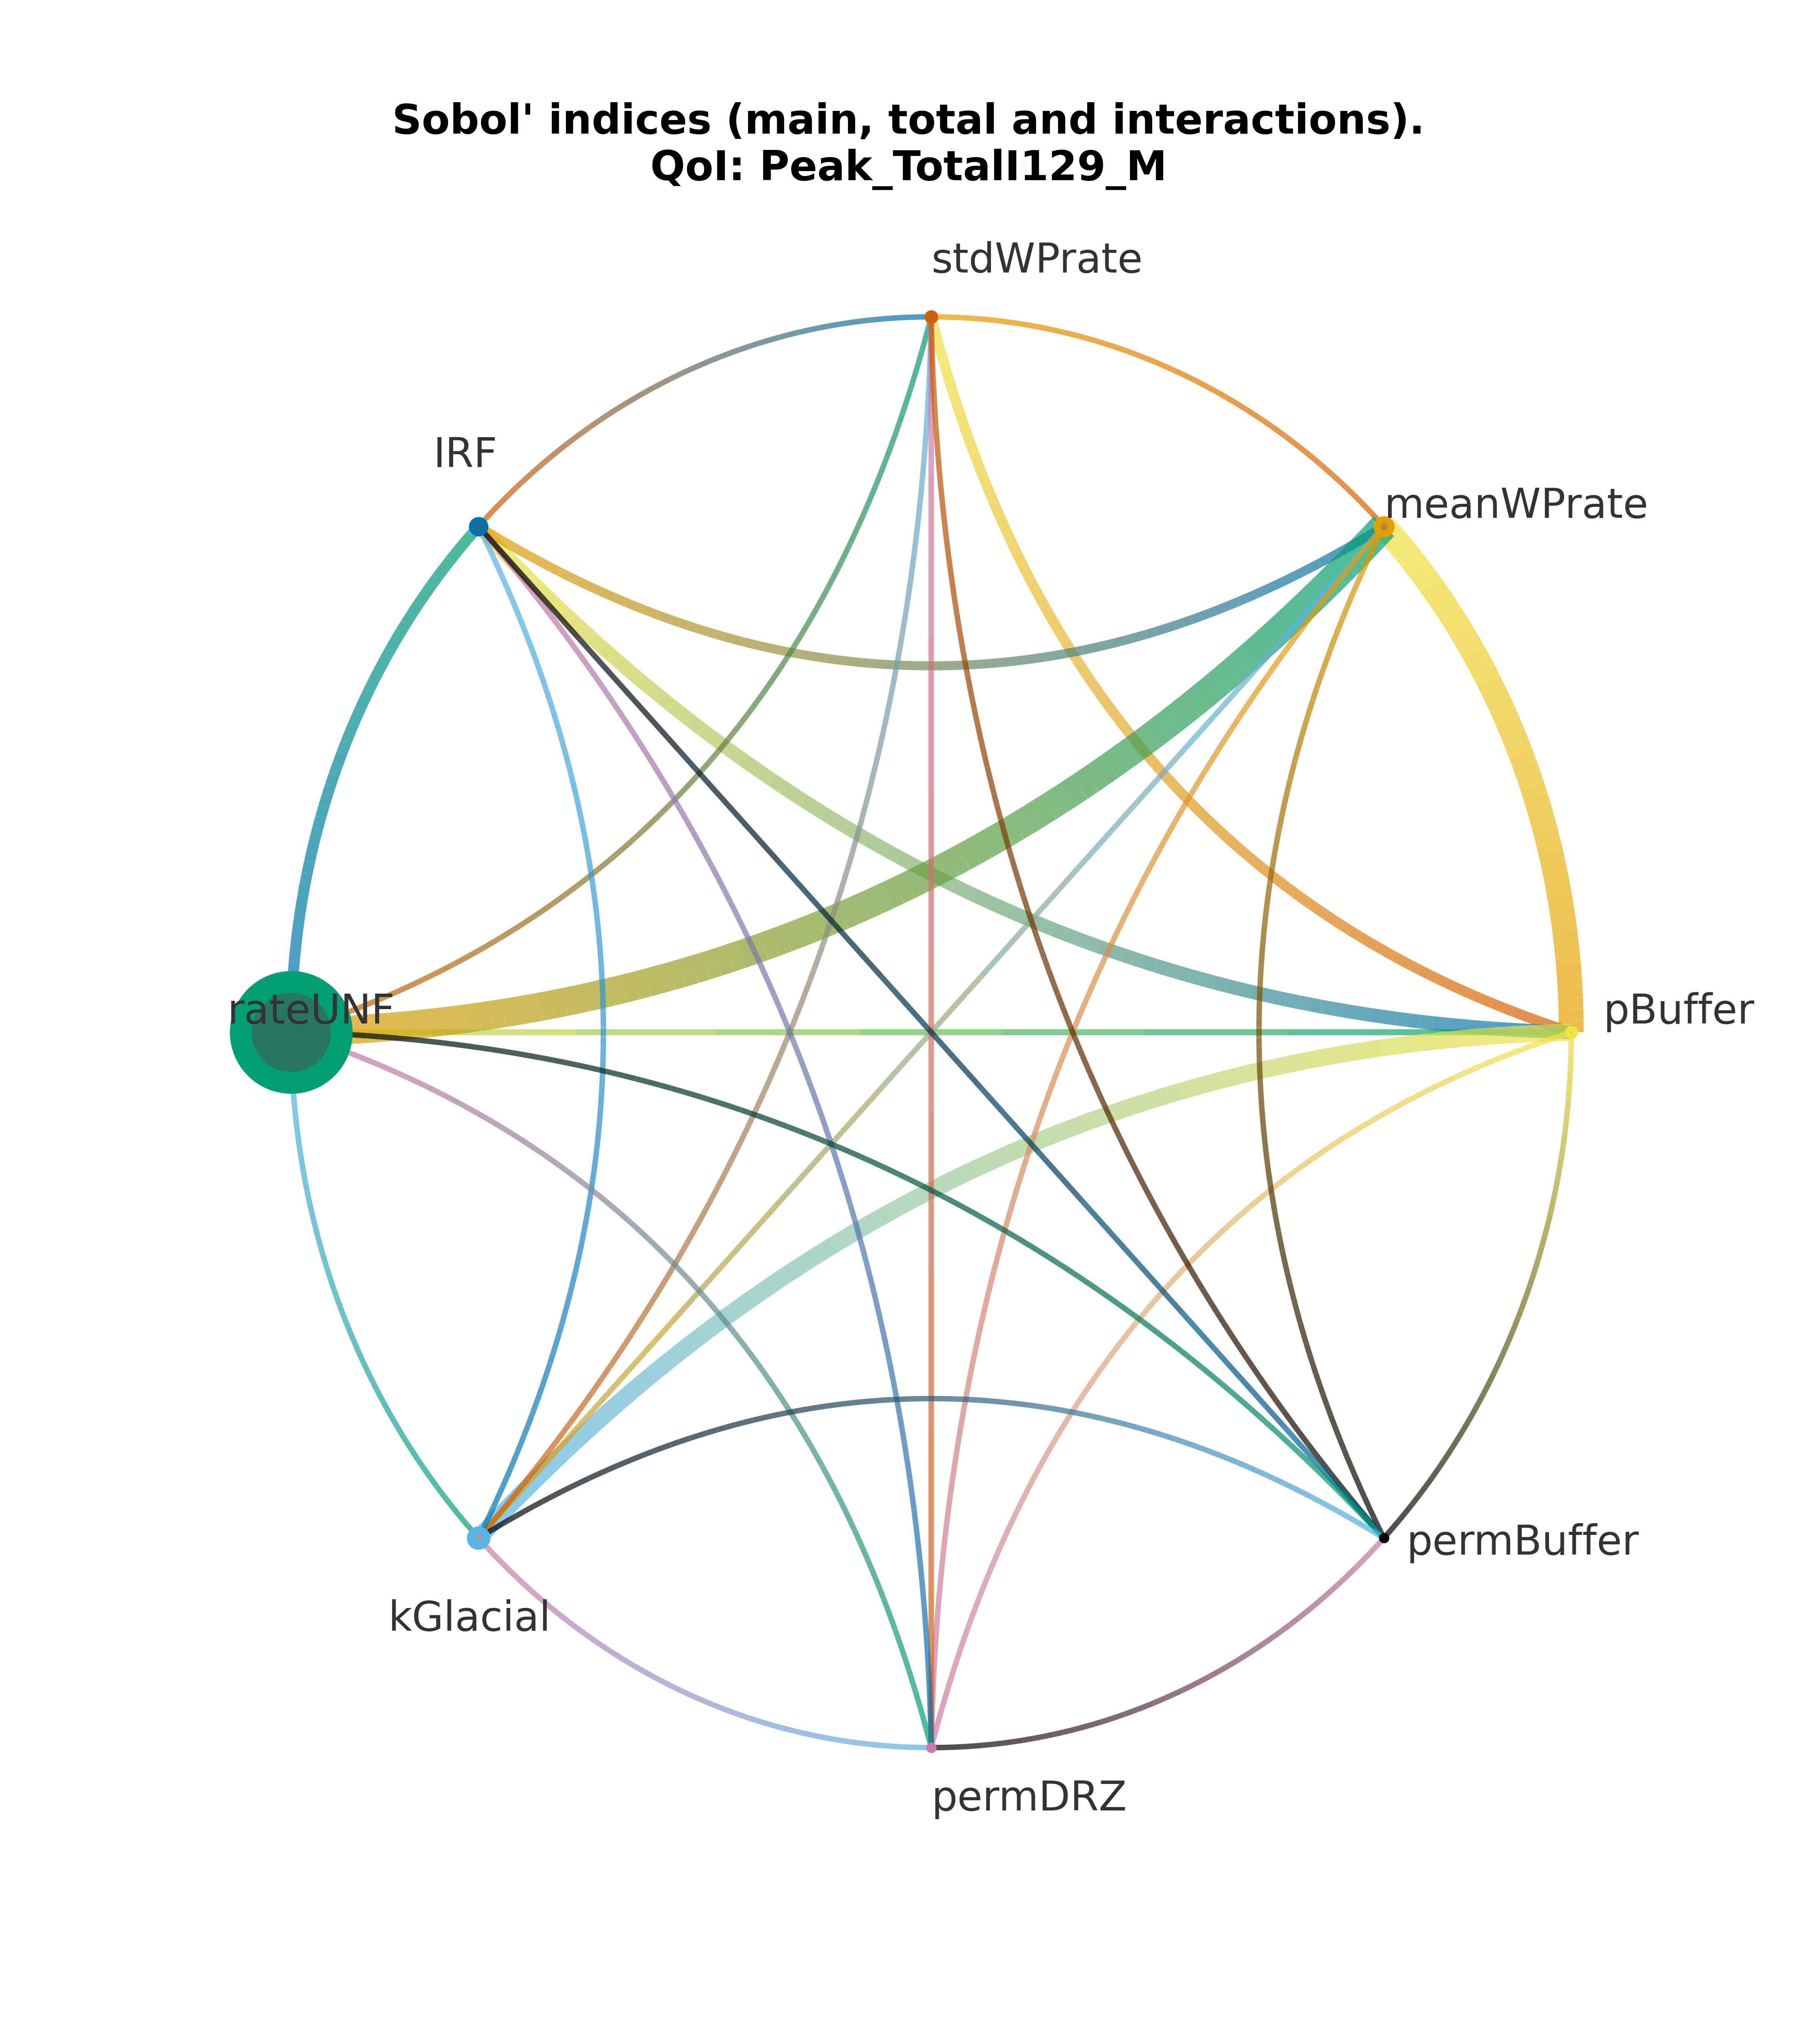 Sobol' indices (main, total and interactions).
QoI: Peak_TotalI129_M
stdWPrate
IRF
meanWPrate
rateUNF
pBuffer
permBuffer
kGlacial
permDRZ